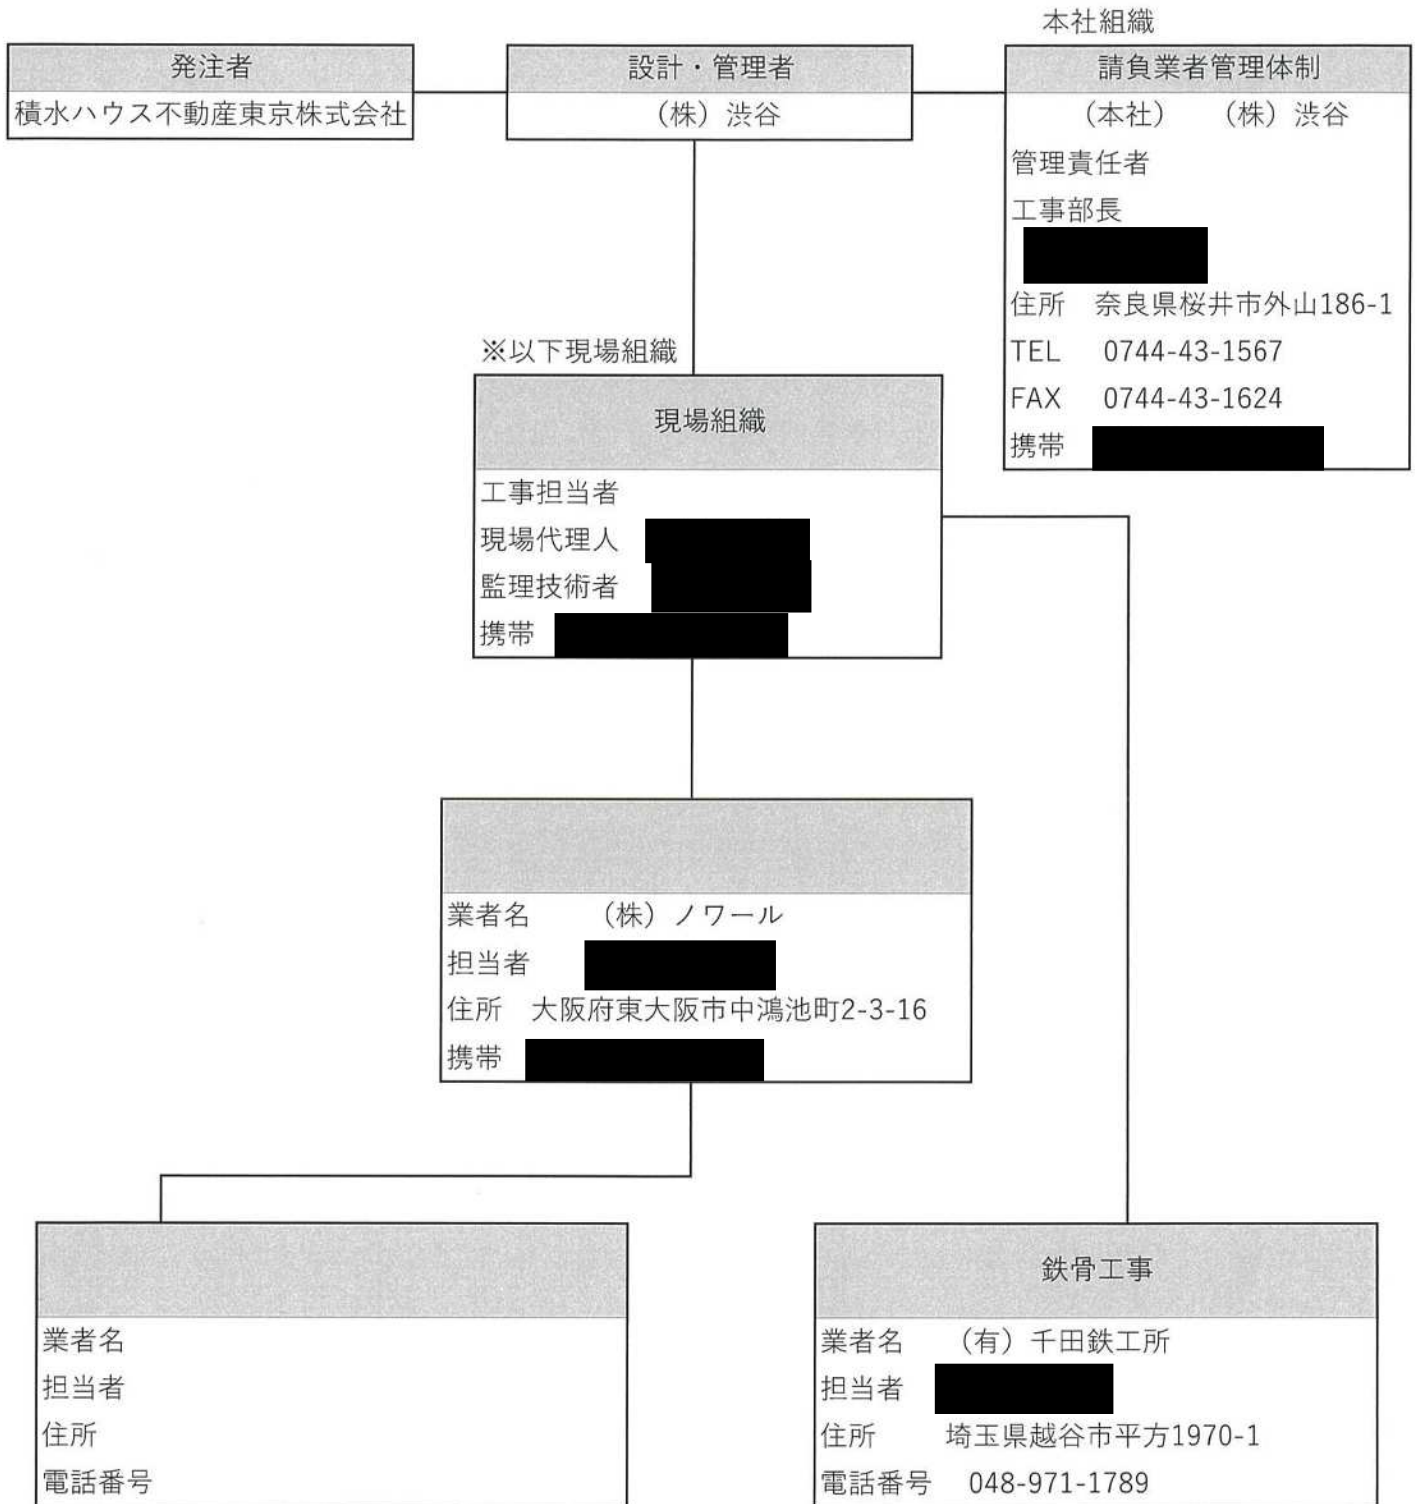 本社組織
発注者
積水ハウス不動産東京株式会社
設計・管理者
（株）渋谷
請負業者管理体制
（本社）　（株）渋谷
管理責任者
工事部長
住所　奈良県桜井市外山186-1
TEL　0744-43-1567
FAX　0744-43-1624
携帯
※以下現場組織
現場組織
工事担当者
現場代理人
監理技術者
携帯
業者名　（株）ノワール
担当者
住所　大阪府東大阪市中鴻池町2-3-16
携帯
業者名
担当者
住所
電話番号
鉄骨工事
業者名　（有）千田鉄工所
担当者
住所　埼玉県越谷市平方1970-1
電話番号　048-971-1789